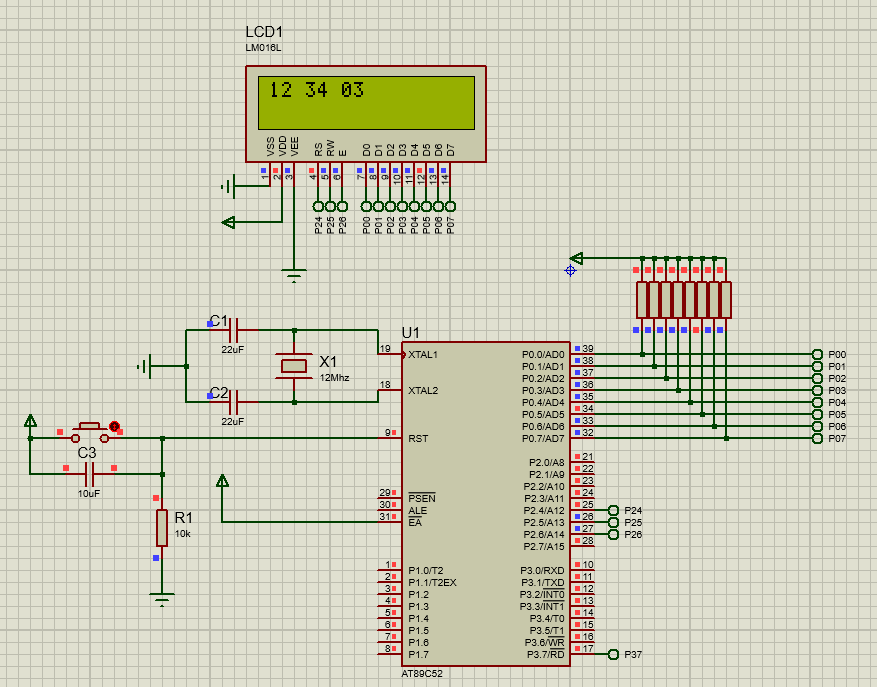 LCD1
LM016L
12 34 03
VSS VDD VEE RS RW E D0 D1 D2 D3 D4 D5 D6 D7
1 2 3 4 5 6 7 8 9 10 11 12 13 14
P24 P25 P26 P00 P01 P02 P03 P04 P05 P06 P07
C1
22uF
X1
12Mhz
C2
22uF
C3
10uF
R1
10k
U1
19 XTAL1
18 XTAL2
9 RST
29 PSEN
30 ALE
31 EA
1 P1.0/T2
2 P1.1/T2EX
3 P1.2
4 P1.3
5 P1.4
6 P1.5
7 P1.6
8 P1.7
P0.0/AD0 39 P00
P0.1/AD1 38 P01
P0.2/AD2 37 P02
P0.3/AD3 36 P03
P0.4/AD4 35 P04
P0.5/AD5 34 P05
P0.6/AD6 33 P06
P0.7/AD7 32 P07
P2.0/A8 21
P2.1/A9 22
P2.2/A10 23
P2.3/A11 24
P2.4/A12 25 P24
P2.5/A13 26 P25
P2.6/A14 27 P26
P2.7/A15 28
P3.0/RXD 10
P3.1/TXD 11
P3.2/INT0 12
P3.3/INT1 13
P3.4/T0 14
P3.5/T1 15
P3.6/WR 16
P3.7/RD 17 P37
AT89C52